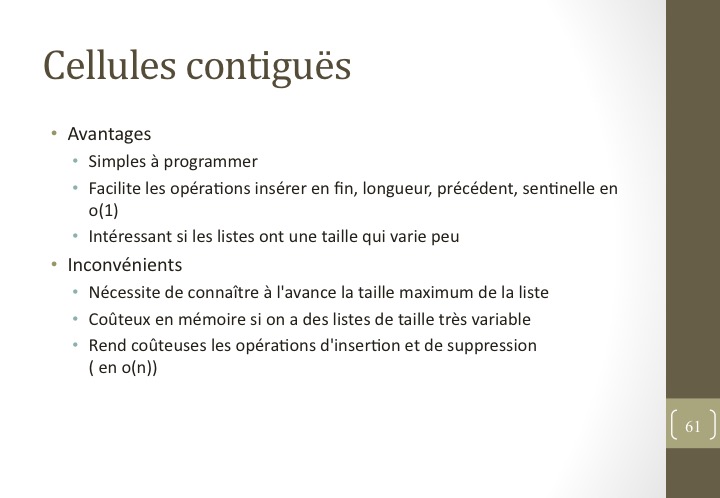 Cellules contiguës
• Avantages
• Simples à programmer
• Facilite les opérations insérer en fin, longueur, précédent, sentinelle en
o(1)
• Intéressant si les listes ont une taille qui varie peu
• Inconvénients
• Nécessite de connaître à l'avance la taille maximum de la liste
• Coûteux en mémoire si on a des listes de taille très variable
• Rend coûteuses les opérations d'insertion et de suppression
( en o(n))
61